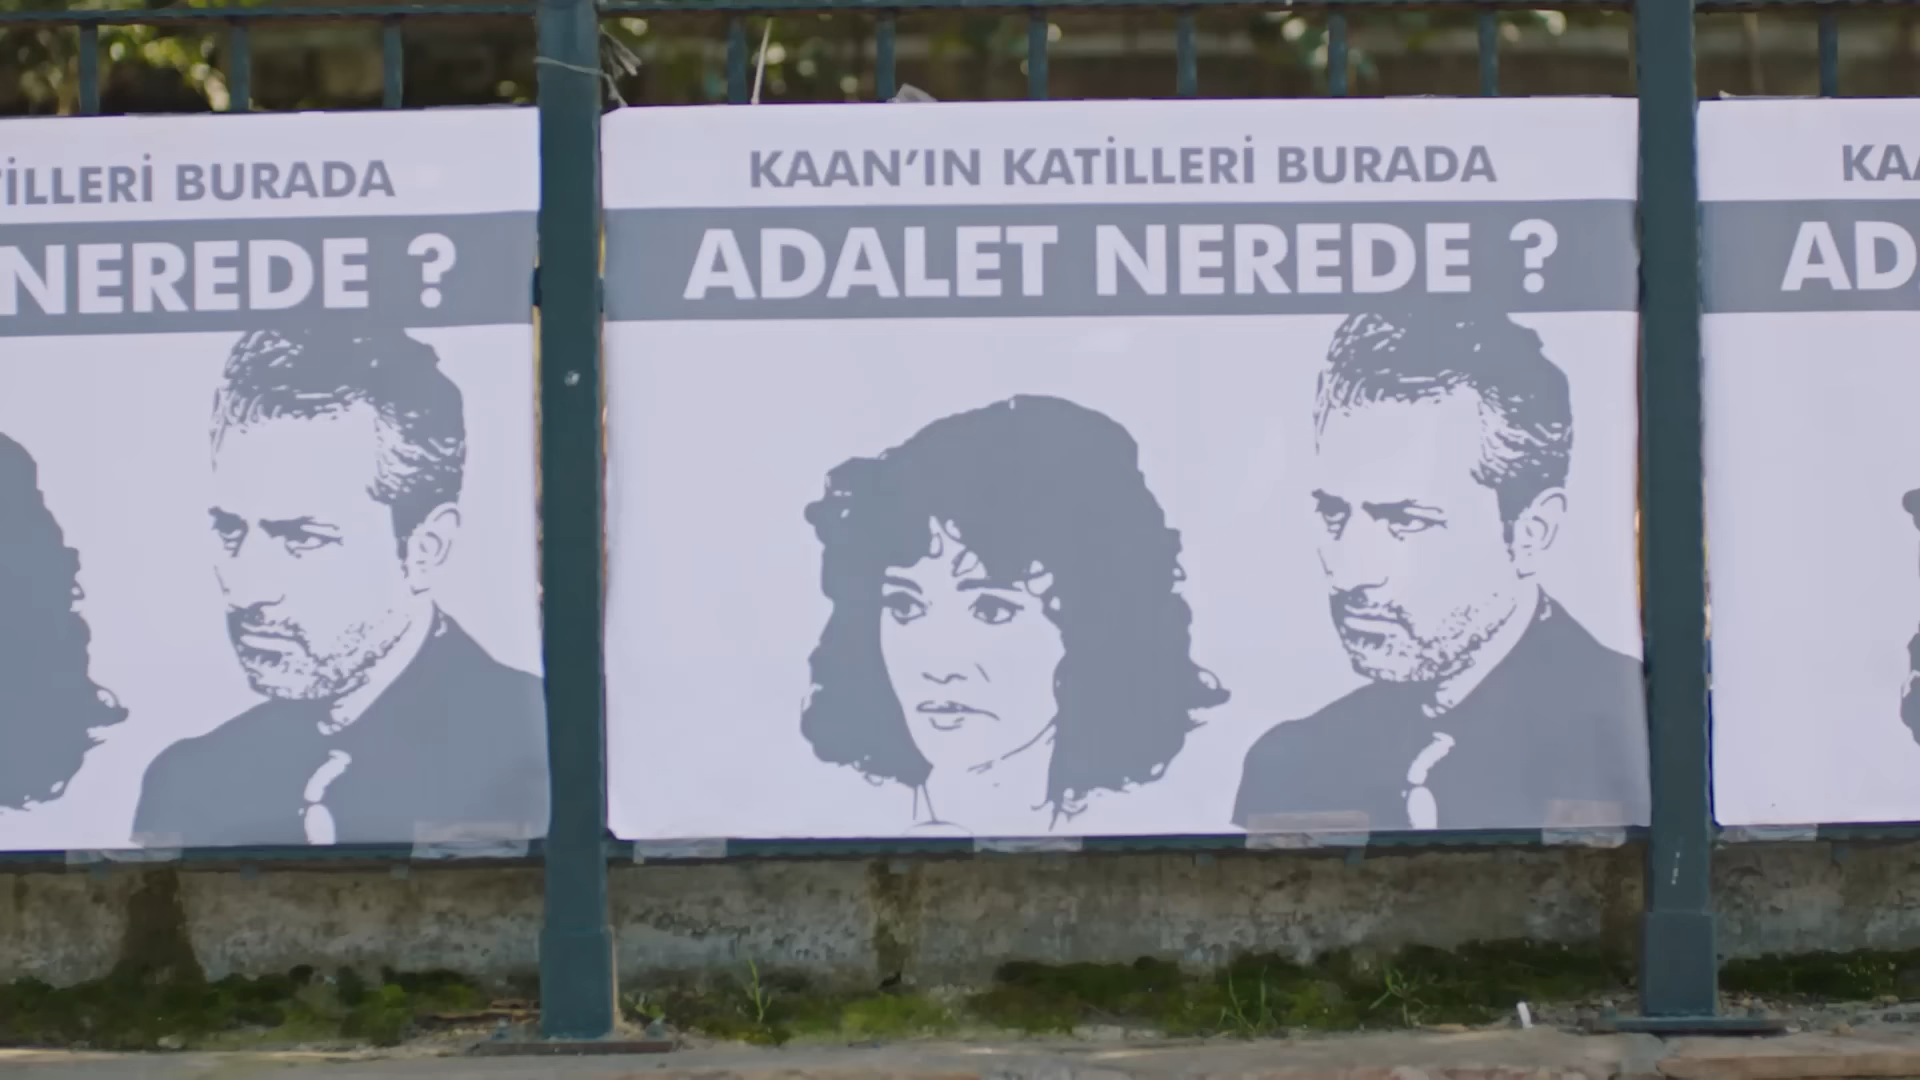 TİLLERİ BURADA
NEREDE ?
KAAN'IN KATİLLERİ BURADA
ADALET NEREDE ?
KAA
AD